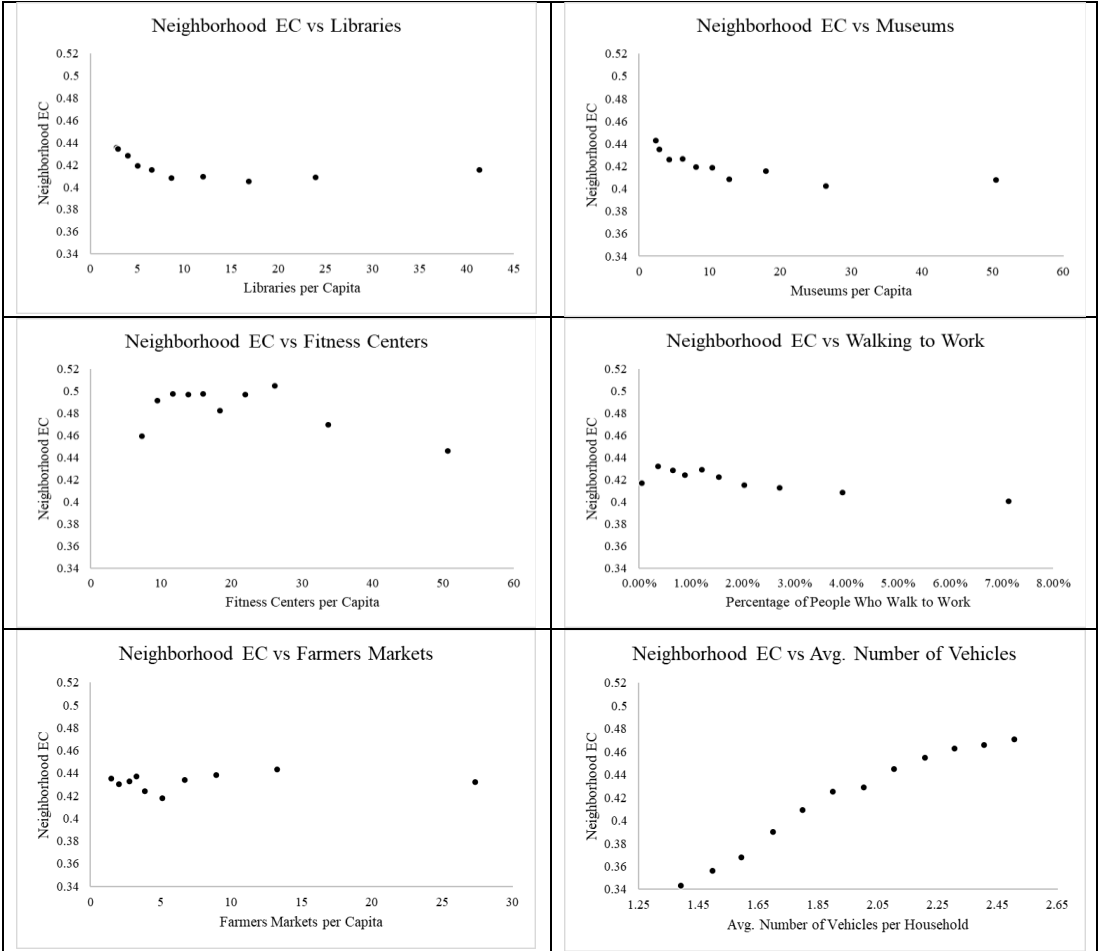 Neighborhood EC vs Libraries
0.52
0.5
0.48
0.46
0.44
0.42
0.4
0.38
0.36
0.34
Neighborhood EC
0 5 10 15 20 25 30 35 40 45
Libraries per Capita
Neighborhood EC vs Museums
0.52
0.5
0.48
0.46
0.44
0.42
0.4
0.38
0.36
0.34
Neighborhood EC
0 10 20 30 40 50 60
Museums per Capita
Neighborhood EC vs Fitness Centers
0.52
0.5
0.48
0.46
0.44
0.42
0.4
0.38
0.36
0.34
Neighborhood EC
0 10 20 30 40 50 60
Fitness Centers per Capita
Neighborhood EC vs Walking to Work
0.52
0.5
0.48
0.46
0.44
0.42
0.4
0.38
0.36
0.34
Neighborhood EC
0.00% 1.00% 2.00% 3.00% 4.00% 5.00% 6.00% 7.00% 8.00%
Percentage of People Who Walk to Work
Neighborhood EC vs Farmers Markets
0.52
0.5
0.48
0.46
0.44
0.42
0.4
0.38
0.36
0.34
Neighborhood EC
0 5 10 15 20 25 30
Farmers Markets per Capita
Neighborhood EC vs Avg. Number of Vehicles
0.52
0.5
0.48
0.46
0.44
0.42
0.4
0.38
0.36
0.34
Neighborhood EC
1.25 1.45 1.65 1.85 2.05 2.25 2.45 2.65
Avg. Number of Vehicles per Household